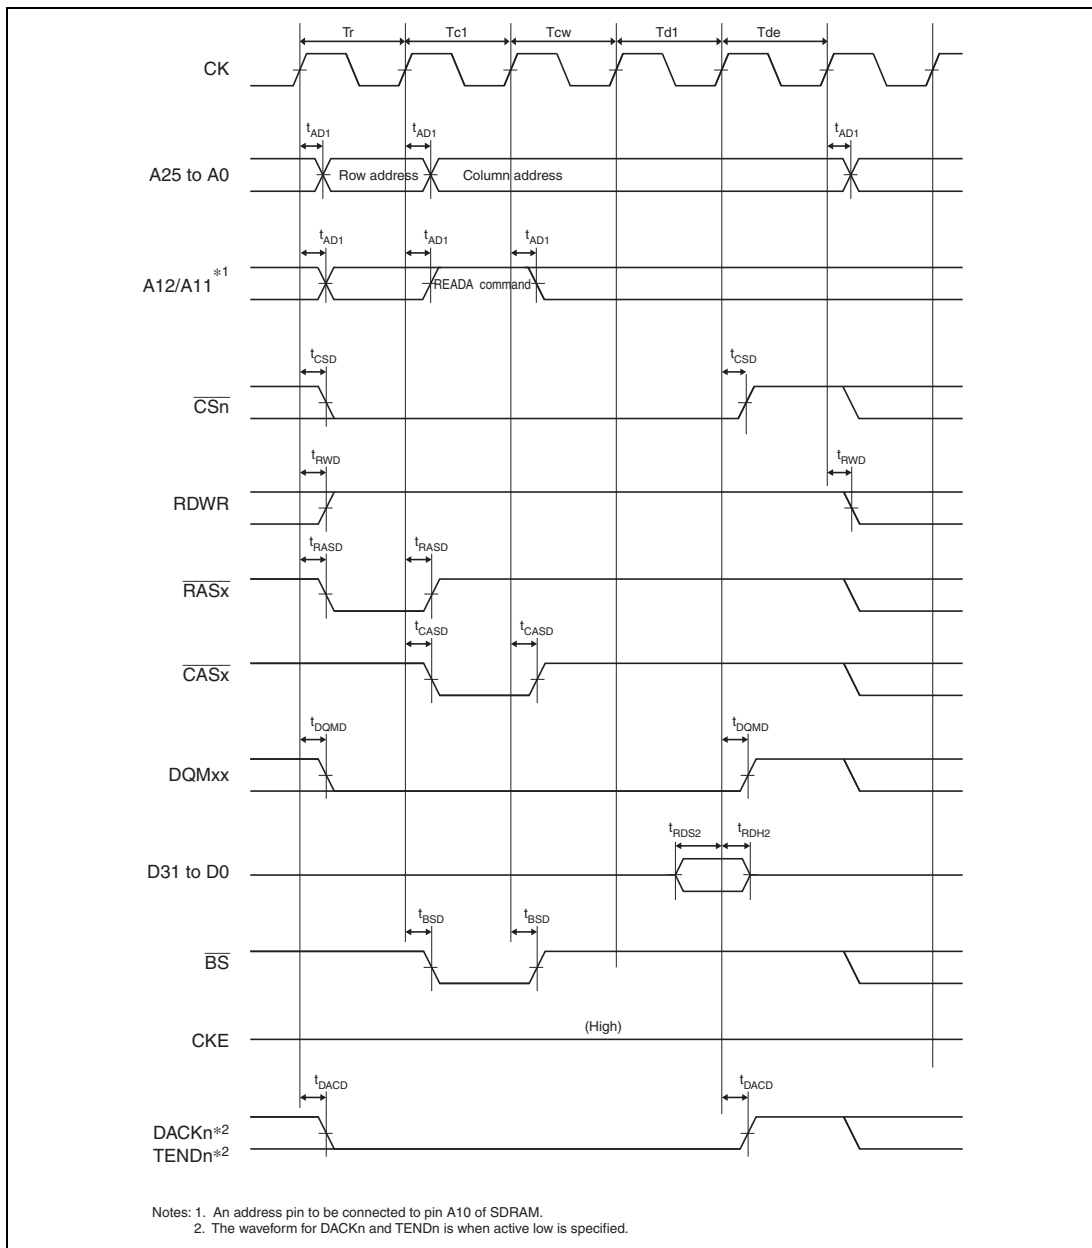 Tr Tc1 Tcw Td1 Tde
CK
tAD1 tAD1 tAD1
A25 to A0 Row address Column address
tAD1 tAD1 tAD1
A12/A11*1 READA command
tCSD tCSD
CSn
tRWD tRWD
RDWR
tRASD tRASD
RASx
tCASD tCASD
CASx
tDQMD tDQMD
DQMxx
tRDS2 tRDH2
D31 to D0
tBSD tBSD
BS
(High)
CKE
tDACD tDACD
DACKn*2
TENDn*2
Notes: 1. An address pin to be connected to pin A10 of SDRAM.
2. The waveform for DACKn and TENDn is when active low is specified.